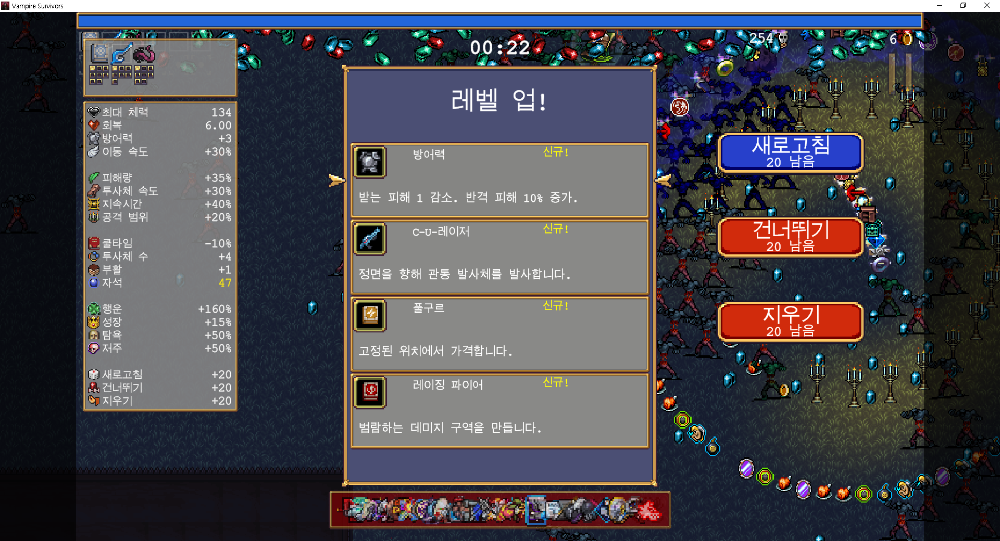 Vampire Survivors
00:22
254
6
최대 체력 134
회복 6.00
방어력 +3
이동 속도 +30%
피해량 +35%
투사체 속도 +30%
지속시간 +40%
공격 범위 +20%
쿨타임 -10%
투사체 수 +4
부활 +1
자석 47
행운 +160%
성장 +15%
탐욕 +50%
저주 +50%
새로고침 +20
건너뛰기 +20
지우기 +20
레벨 업!
방어력 신규!
받는 피해 1 감소. 반격 피해 10% 증가.
C-U-레이저 신규!
정면을 향해 관통 발사체를 발사합니다.
풀구르 신규!
고정된 위치에서 가격합니다.
레이징 파이어 신규!
범람하는 데미지 구역을 만듭니다.
새로고침
20 남음
건너뛰기
20 남음
지우기
20 남음